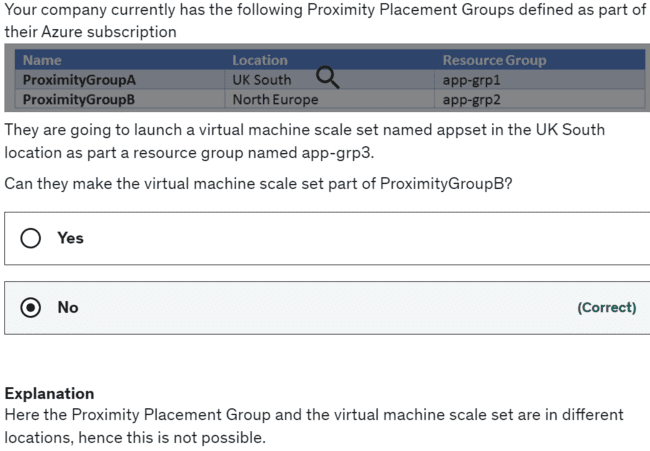 Your company currently has the following Proximity Placement Groups defined as part of
their Azure subscription
Name Location Resource Group
ProximityGroupA UK South app-grp1
ProximityGroupB North Europe app-grp2
They are going to launch a virtual machine scale set named appset in the UK South
location as part a resource group named app-grp3.
Can they make the virtual machine scale set part of ProximityGroupB?
Yes
No (Correct)
Explanation
Here the Proximity Placement Group and the virtual machine scale set are in different
locations, hence this is not possible.